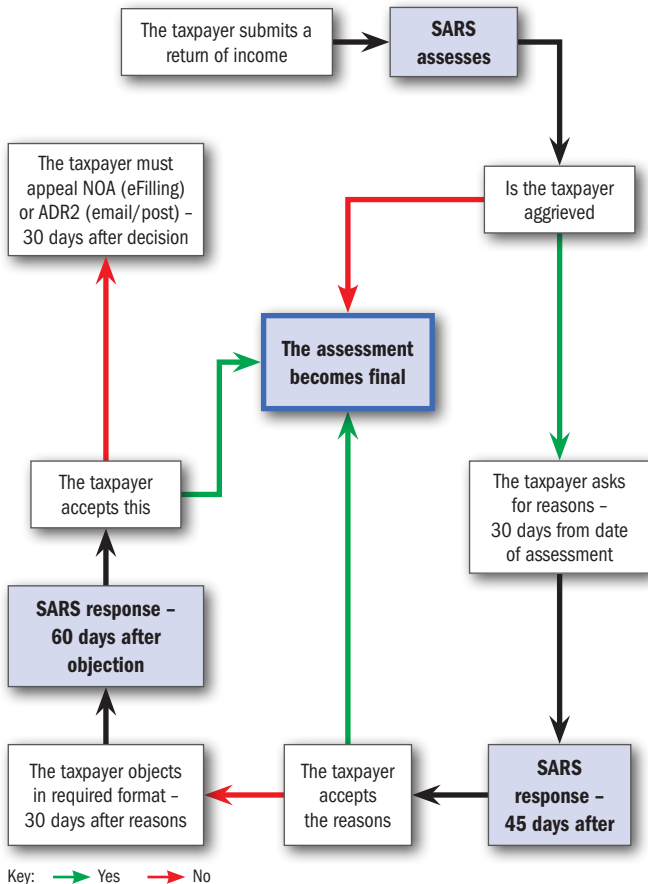 The taxpayer submits a
return of income
SARS
assesses
Is the taxpayer
aggrieved
The taxpayer must
appeal NOA (eFilling)
or ADR2 (email/post) –
30 days after decision
The assessment
becomes final
The taxpayer
accepts this
The taxpayer asks
for reasons –
30 days from date
of assessment
SARS response –
60 days after
objection
The taxpayer objects
in required format –
30 days after reasons
The taxpayer
accepts
the reasons
SARS
response –
45 days after
Key: Yes No